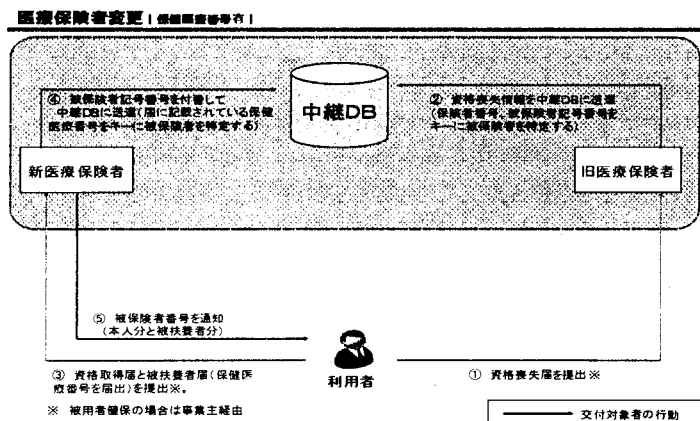 医療保険者変更（保健医療番号有）
④ 被保険者記号番号を付番して
中継DBに送還（届に記載されている保健
医療番号をキーに被保険者を特定する）
中継DB
② 資格喪失情報を中継DBに送還
（保険者番号、被保険者記号番号を
キーに被保険者を特定する）
新医療保険者
旧医療保険者
⑤ 被保険者番号を通知
（本人分と被扶養者分）
③ 資格取得届と被扶養者届（保健医
療番号を届出）を提出※。
利用者
① 資格喪失届を提出※
※ 被用者健保の場合は事業主経由
交付対象者の行動